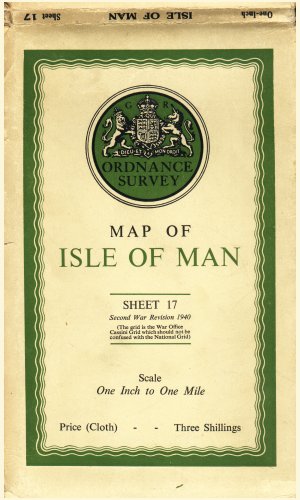 Sheet 17 ISLE OF MAN One-Inch
G R
DIEU ET MON DROIT
ORDNANCE
SURVEY
MAP OF
ISLE OF MAN
SHEET 17
Second War Revision 1940
(The grid is the War Office
Cassini Grid which should not be
confused with the National Grid)
Scale
One Inch to One Mile
Price (Cloth) - - Three Shillings